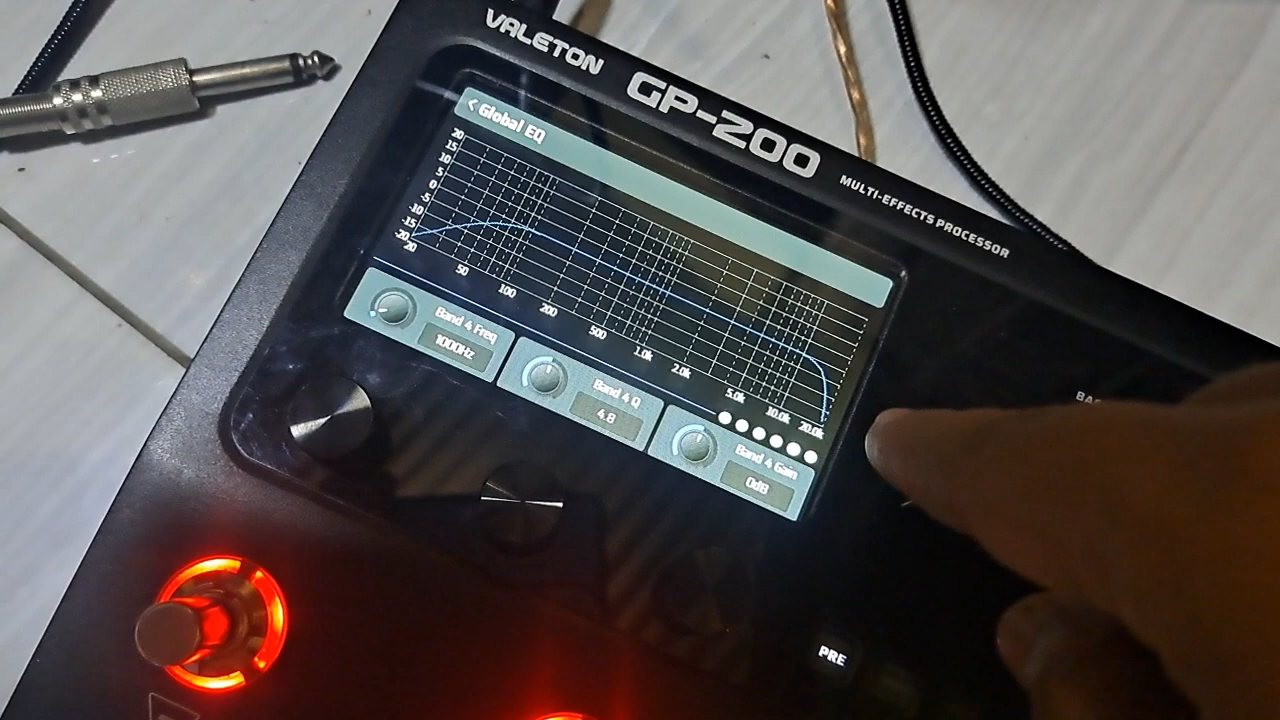 VALETON
GP-200
MULTI-EFFECTS PROCESSOR
< Global EQ
20
15
10
5
0
-5
-10
-15
-20
20
50
100
200
500
1.0k
2.0k
5.0k
10.0k
20.0k
Band 4 Freq
1000Hz
Band 4 Q
4.8
Band 4 Gain
0dB
PRE